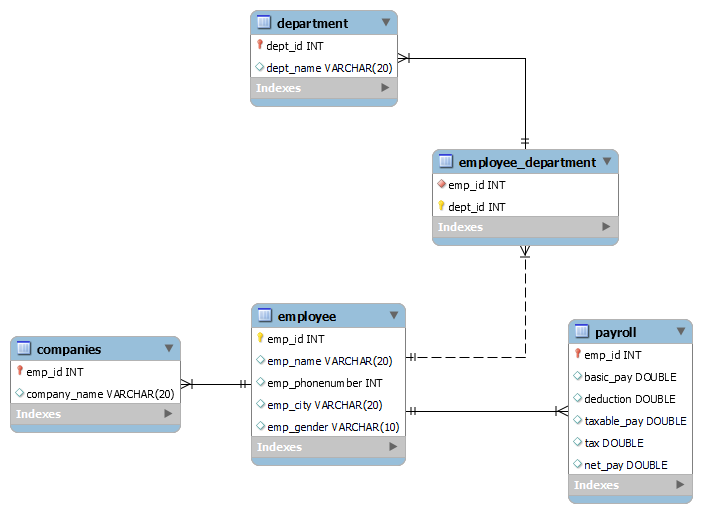 department
dept_id INT
dept_name VARCHAR(20)
Indexes
employee_department
emp_id INT
dept_id INT
Indexes
employee
emp_id INT
emp_name VARCHAR(20)
emp_phonenumber INT
emp_city VARCHAR(20)
emp_gender VARCHAR(10)
Indexes
companies
emp_id INT
company_name VARCHAR(20)
Indexes
payroll
emp_id INT
basic_pay DOUBLE
deduction DOUBLE
taxable_pay DOUBLE
tax DOUBLE
net_pay DOUBLE
Indexes